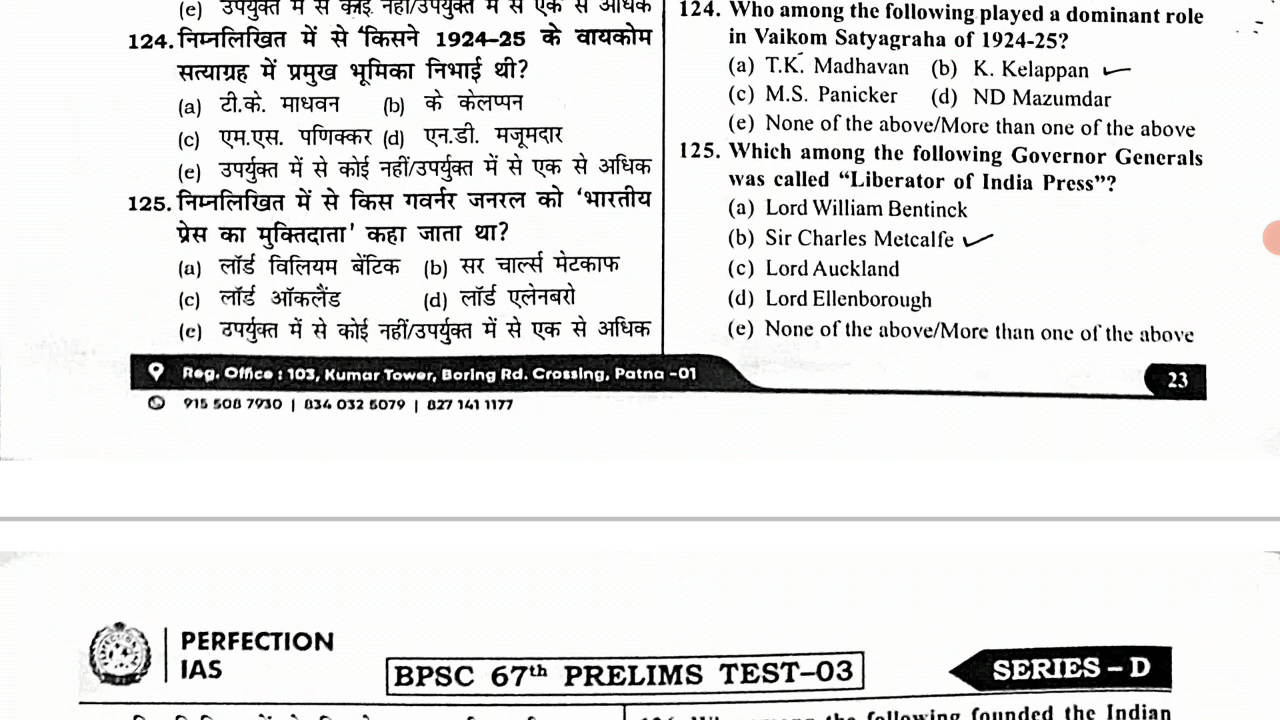 (e) उपर्युक्त में से कोई नहीं/उपर्युक्त में से एक से अधिक
124. निम्नलिखित में से 'किसने 1924–25 के वायकोम
सत्याग्रह में प्रमुख भूमिका निभाई थी?
(a) टी.के. माधवन (b) के केलप्पन
(c) एम.एस. पणिक्कर (d) एन.डी. मजूमदार
(e) उपर्युक्त में से कोई नहीं/उपर्युक्त में से एक से अधिक
125. निम्नलिखित में से किस गवर्नर जनरल को 'भारतीय
प्रेस का मुक्तिदाता' कहा जाता था?
(a) लॉर्ड विलियम बेंटिक (b) सर चार्ल्स मेटकाफ
(c) लॉर्ड ऑकलैंड (d) लॉर्ड एलेनबरो
(e) उपर्युक्त में से कोई नहीं/उपर्युक्त में से एक से अधिक
124. Who among the following played a dominant role
in Vaikom Satyagraha of 1924-25?
(a) T.K. Madhavan (b) K. Kelappan
(c) M.S. Panicker (d) ND Mazumdar
(e) None of the above/More than one of the above
125. Which among the following Governor Generals
was called “Liberator of India Press”?
(a) Lord William Bentinck
(b) Sir Charles Metcalfe
(c) Lord Auckland
(d) Lord Ellenborough
(e) None of the above/More than one of the above
Reg. Office : 103, Kumar Tower, Boring Rd. Crossing, Patna -01
23
915 508 7930 | 834 032 5079 | 827 141 1177
PERFECTION
IAS
BPSC 67th PRELIMS TEST–03
SERIES – D
among the following founded the Indian